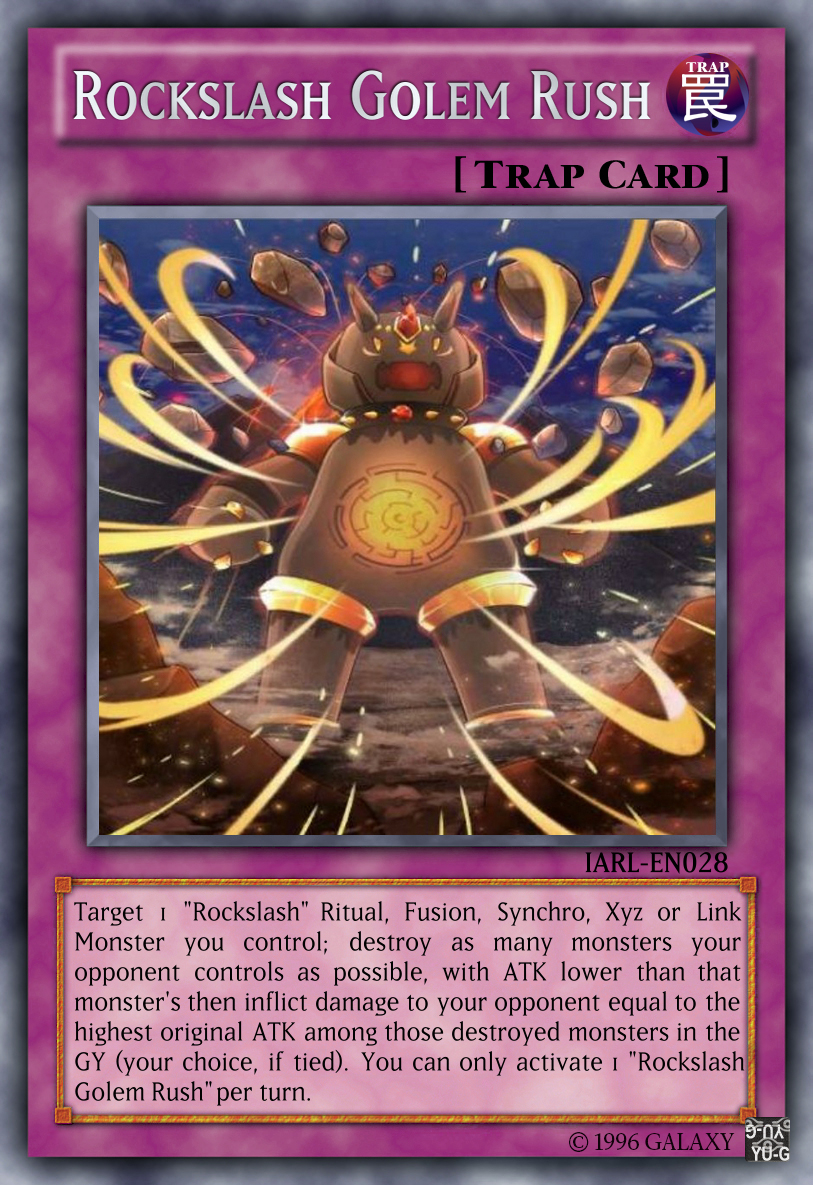 Rockslash Golem Rush
TRAP
罠
[Trap Card]
IARL-EN028
Target 1 "Rockslash" Ritual, Fusion, Synchro, Xyz or Link
Monster you control; destroy as many monsters your
opponent controls as possible, with ATK lower than that
monster's then inflict damage to your opponent equal to the
highest original ATK among those destroyed monsters in the
GY (your choice, if tied). You can only activate 1 "Rockslash
Golem Rush" per turn.
© 1996 GALAXY
YU-G
YU-G